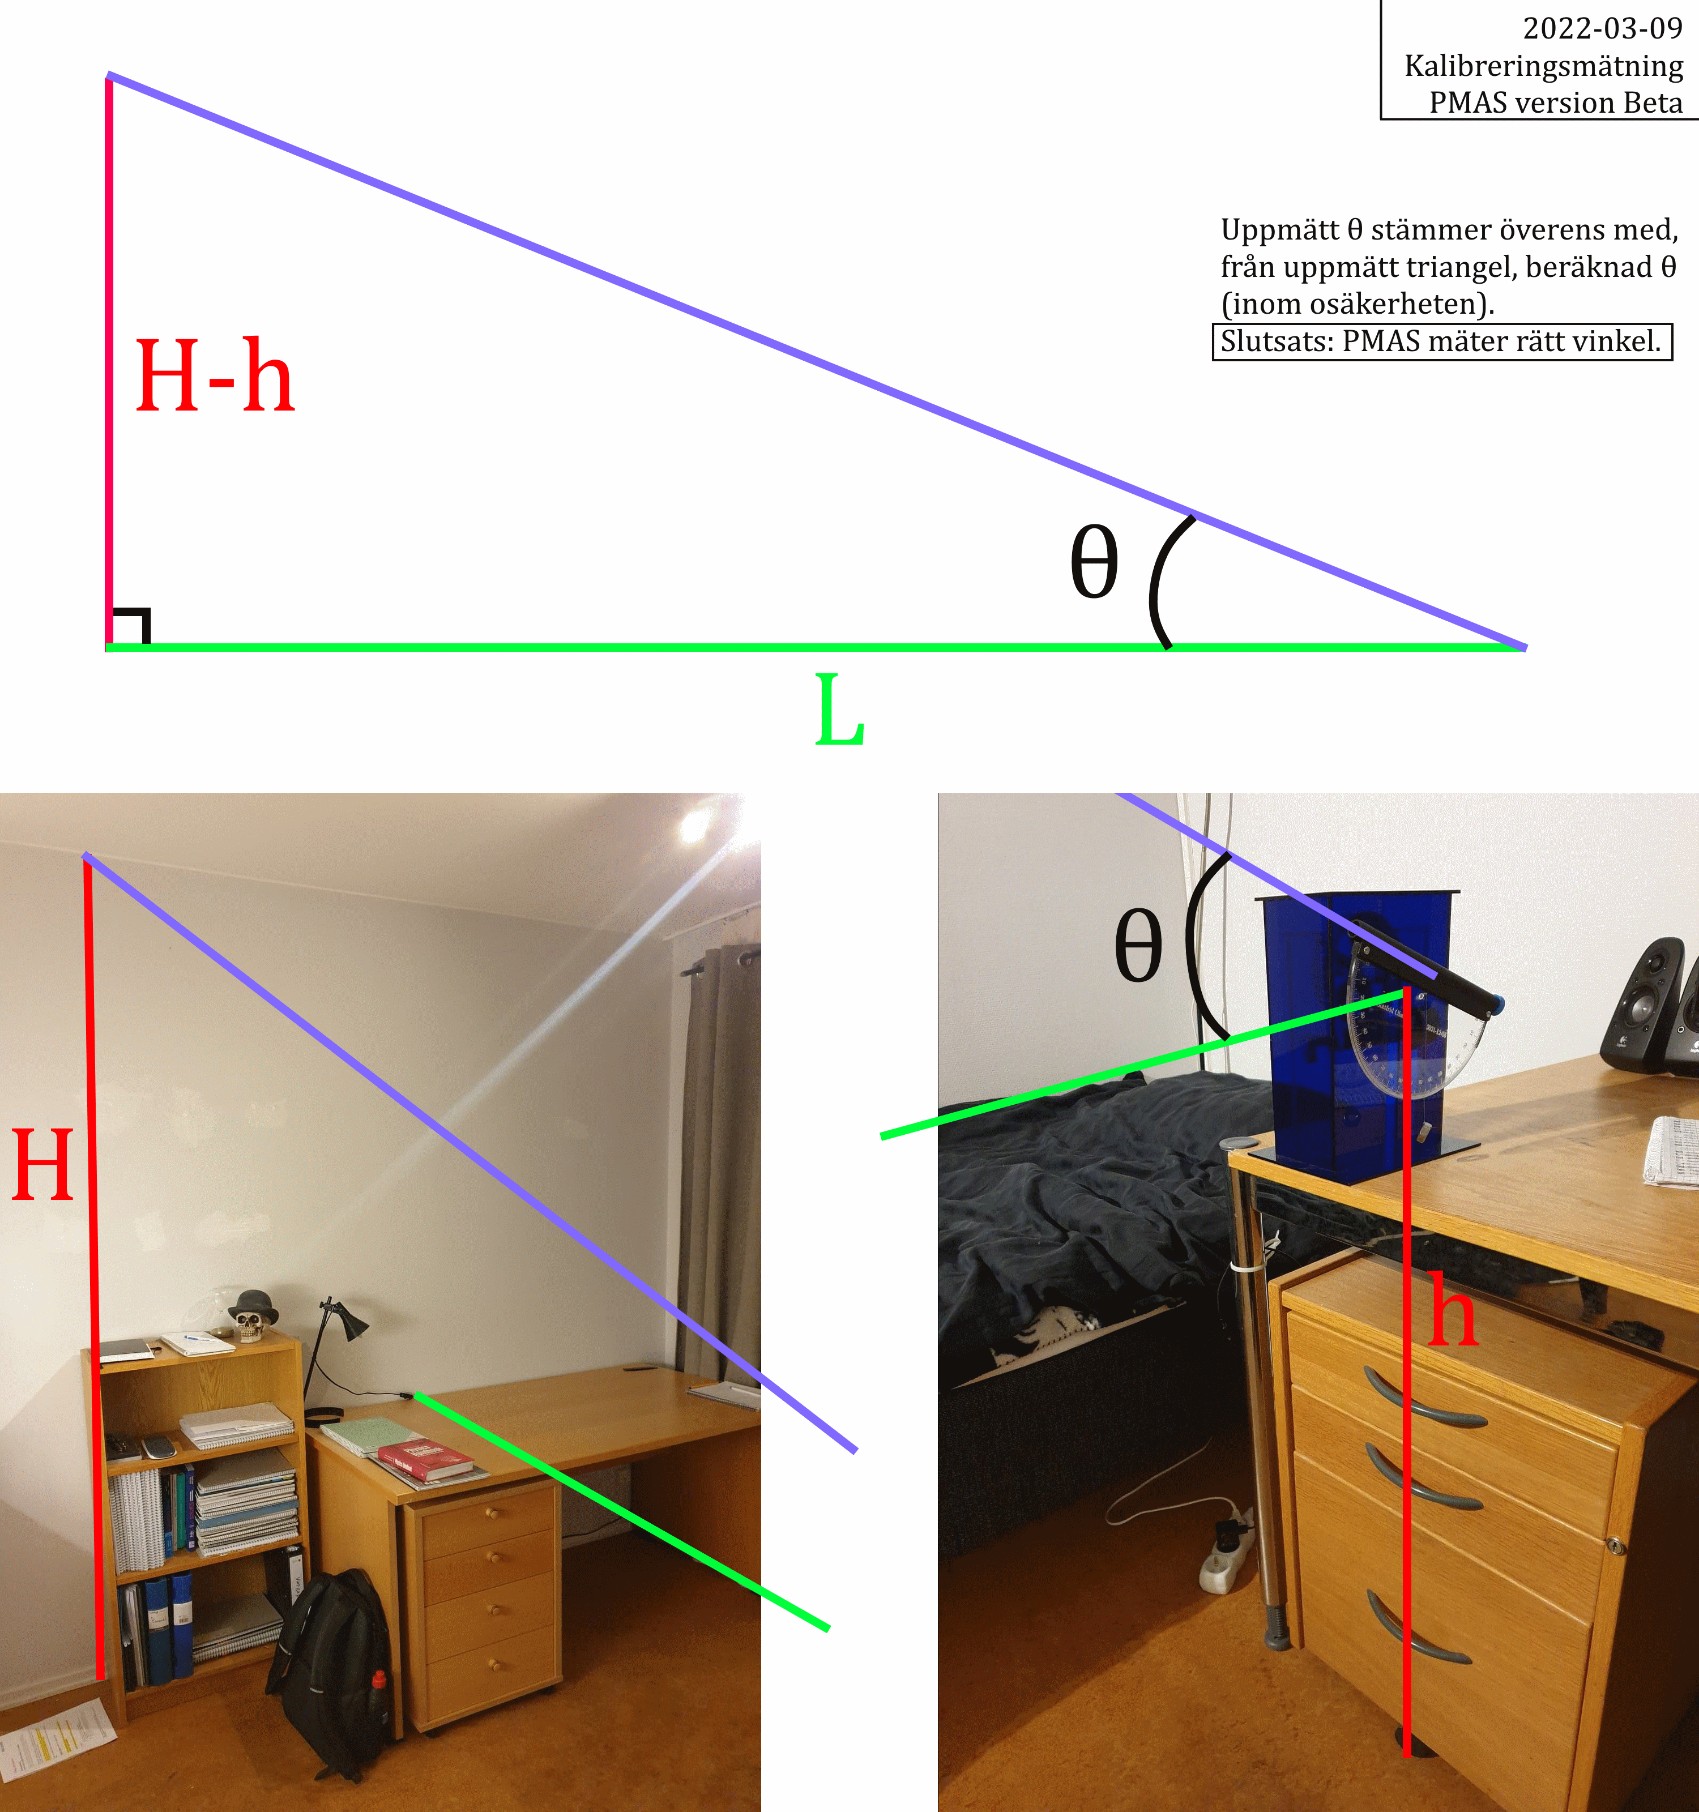 2022-03-09
Kalibreringsmätning
PMAS version Beta
Uppmätt θ stämmer överens med,
från uppmätt triangel, beräknad θ
(inom osäkerheten).
Slutsats: PMAS mäter rätt vinkel.
H-h
θ
L
H
θ
h